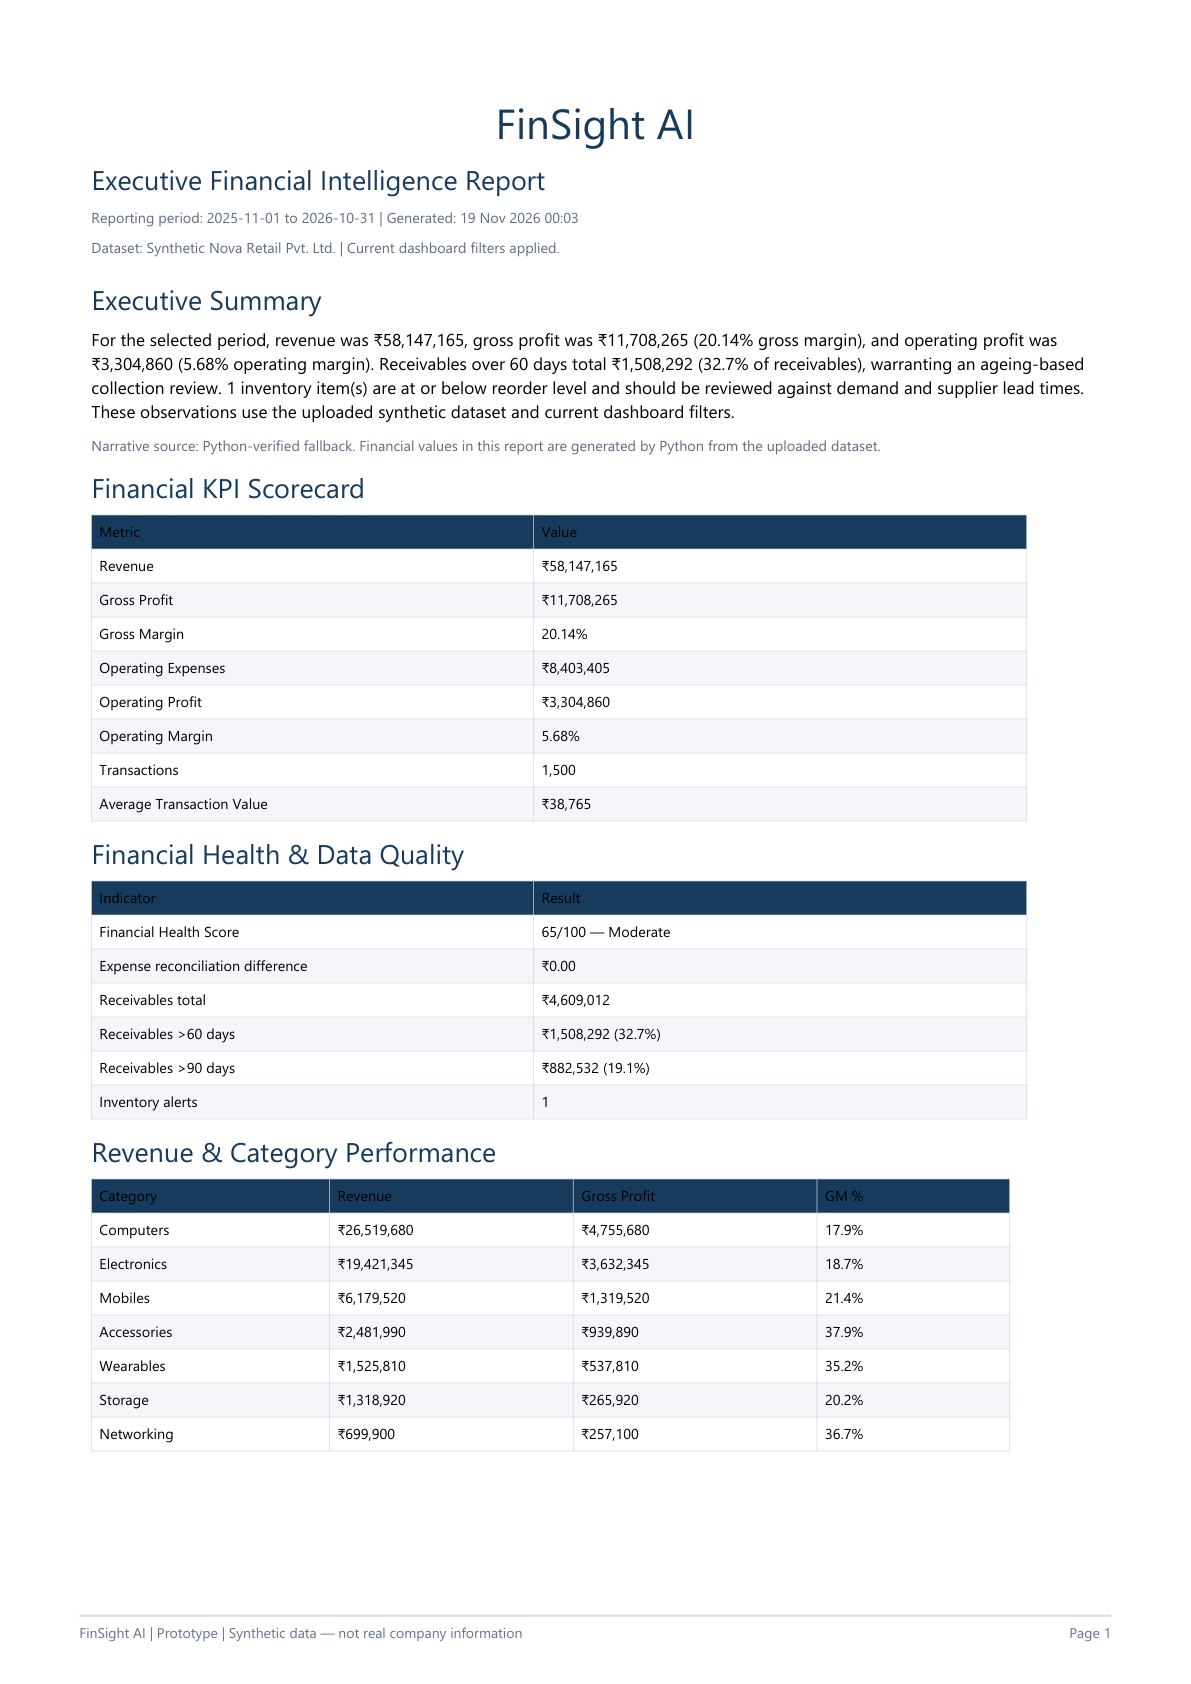 FinSight AI
Executive Financial Intelligence Report
Reporting period: 2025-11-01 to 2026-10-31 | Generated: 19 Nov 2026 00:03
Dataset: Synthetic Nova Retail Pvt. Ltd. | Current dashboard filters applied.
Executive Summary
For the selected period, revenue was ₹58,147,165, gross profit was ₹11,708,265 (20.14% gross margin), and operating profit was
₹3,304,860 (5.68% operating margin). Receivables over 60 days total ₹1,508,292 (32.7% of receivables), warranting an ageing-based
collection review. 1 inventory item(s) are at or below reorder level and should be reviewed against demand and supplier lead times.
These observations use the uploaded synthetic dataset and current dashboard filters.
Narrative source: Python-verified fallback. Financial values in this report are generated by Python from the uploaded dataset.
Financial KPI Scorecard
Metric Value
Revenue ₹58,147,165
Gross Profit ₹11,708,265
Gross Margin 20.14%
Operating Expenses ₹8,403,405
Operating Profit ₹3,304,860
Operating Margin 5.68%
Transactions 1,500
Average Transaction Value ₹38,765
Financial Health & Data Quality
Indicator Result
Financial Health Score 65/100 — Moderate
Expense reconciliation difference ₹0.00
Receivables total ₹4,609,012
Receivables >60 days ₹1,508,292 (32.7%)
Receivables >90 days ₹882,532 (19.1%)
Inventory alerts 1
Revenue & Category Performance
Category Revenue Gross Profit GM %
Computers ₹26,519,680 ₹4,755,680 17.9%
Electronics ₹19,421,345 ₹3,632,345 18.7%
Mobiles ₹6,179,520 ₹1,319,520 21.4%
Accessories ₹2,481,990 ₹939,890 37.9%
Wearables ₹1,525,810 ₹537,810 35.2%
Storage ₹1,318,920 ₹265,920 20.2%
Networking ₹699,900 ₹257,100 36.7%
FinSight AI | Prototype | Synthetic data — not real company information Page 1